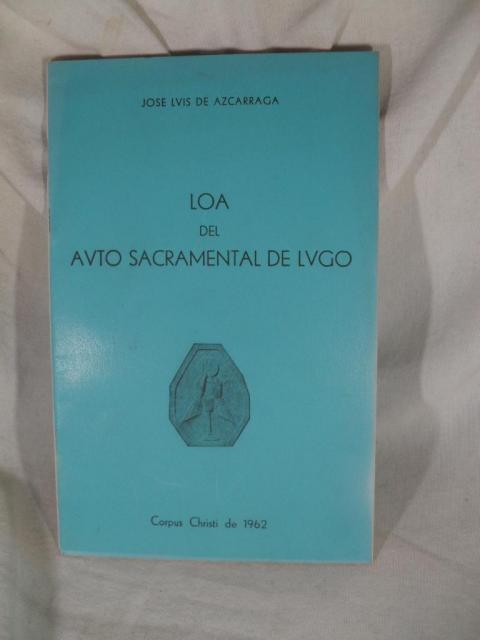 JOSE LVIS DE AZCARRAGA
LOA
DEL
AVTO SACRAMENTAL DE LVGO
Corpus Christi de 1962